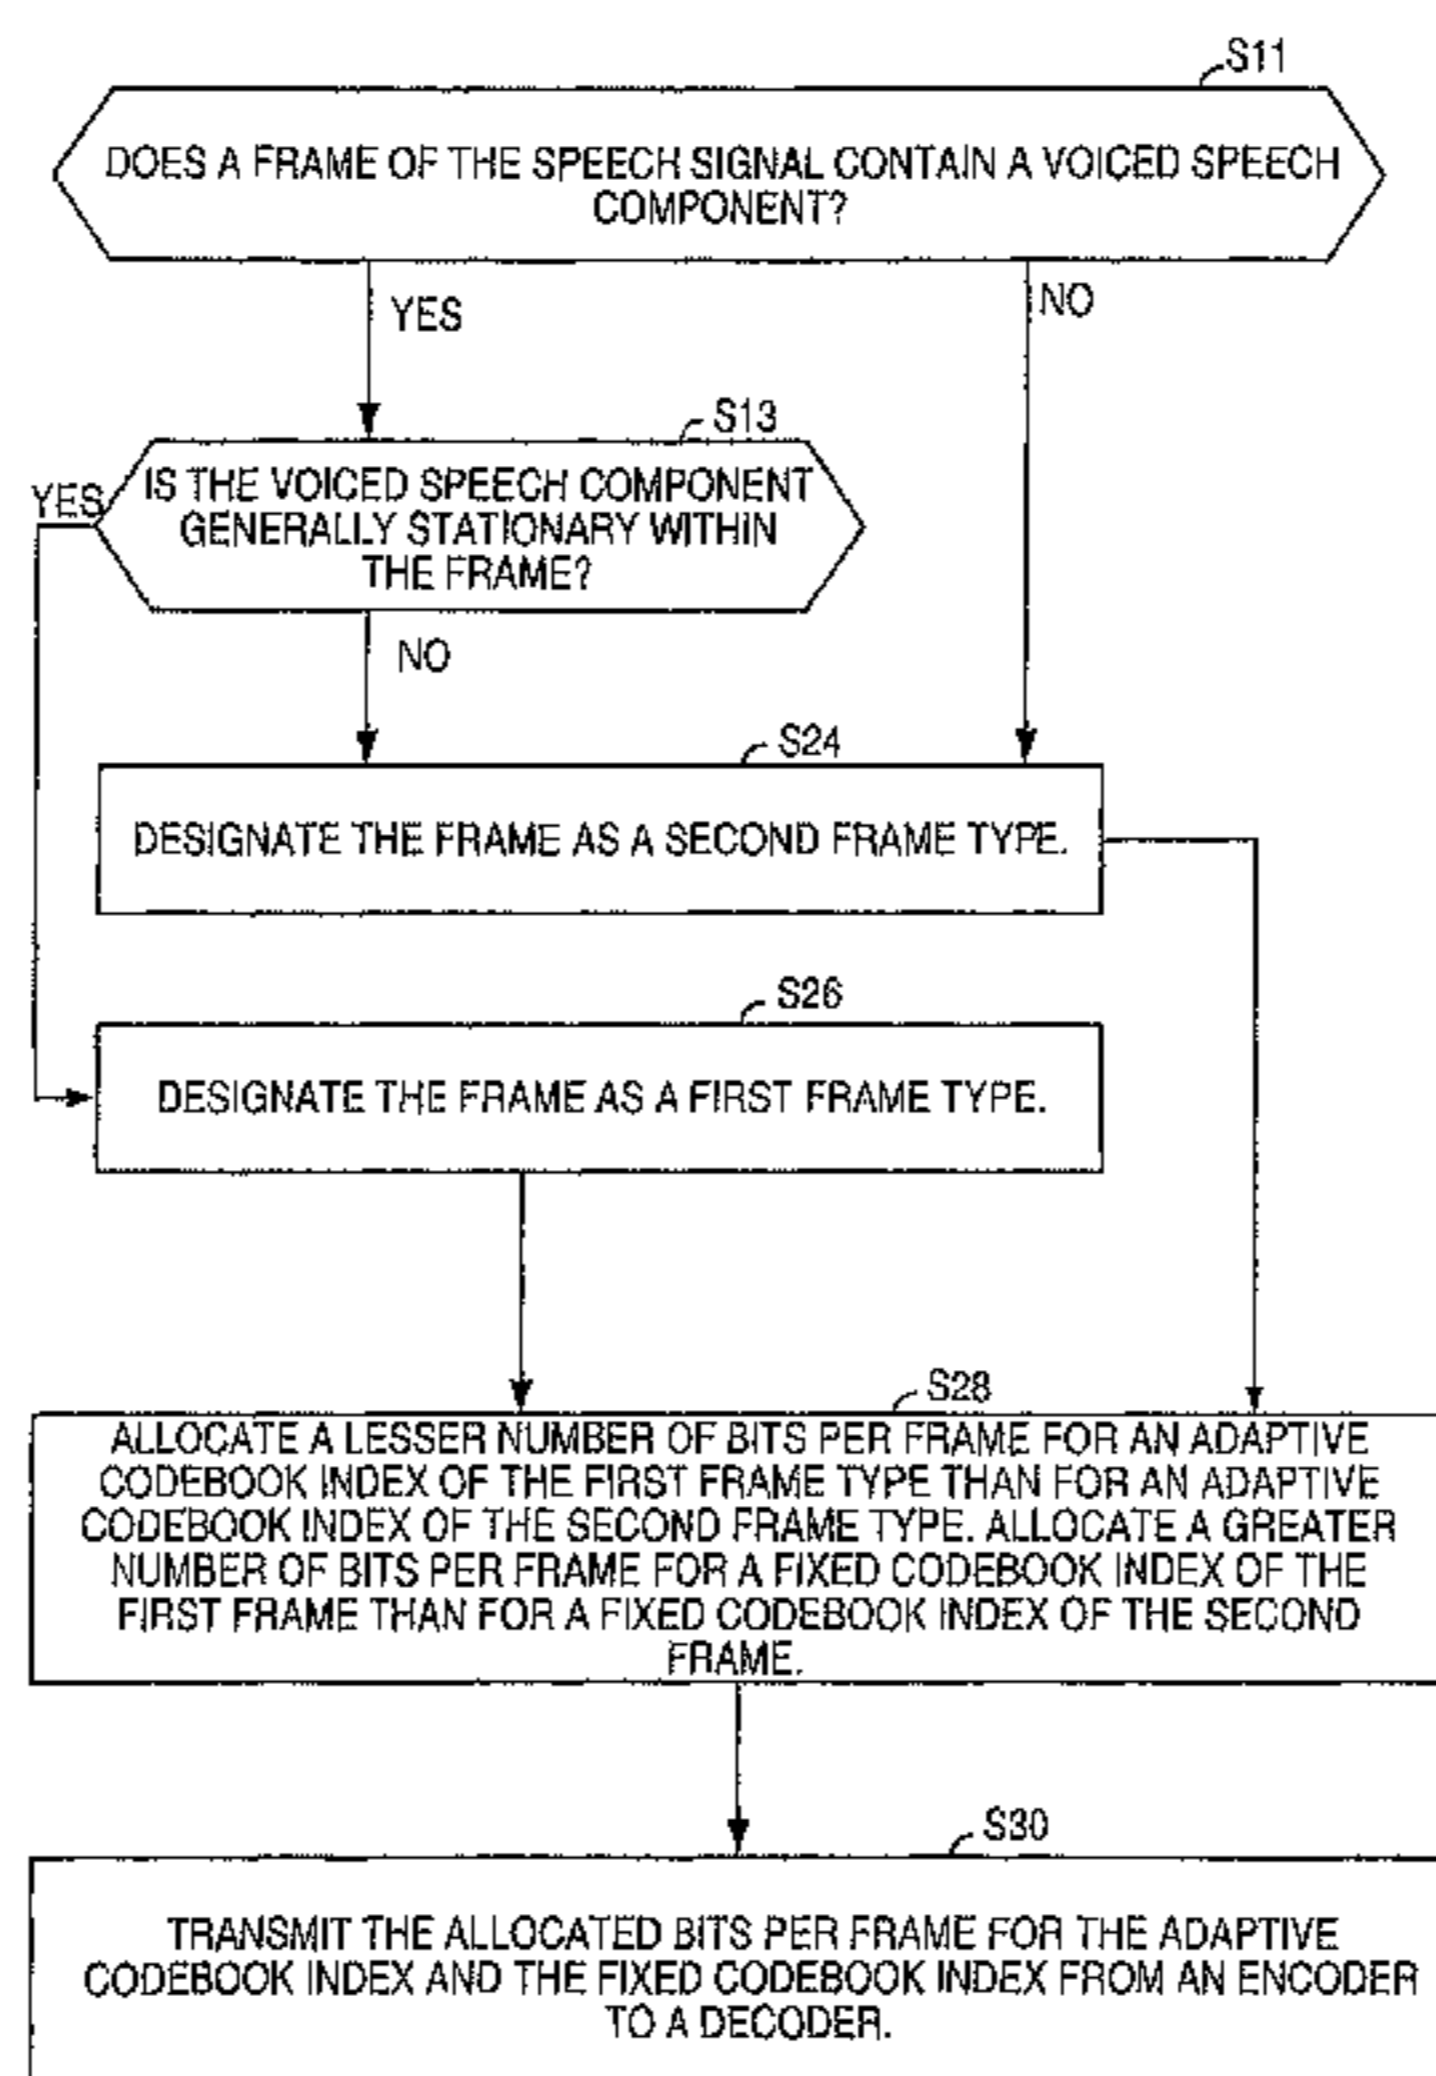 S11
DOES A FRAME OF THE SPEECH SIGNAL CONTAIN A VOICED SPEECH
COMPONENT?
YES
NO
S13
YES
IS THE VOICED SPEECH COMPONENT
GENERALLY STATIONARY WITHIN
THE FRAME?
NO
S24
DESIGNATE THE FRAME AS A SECOND FRAME TYPE.
S26
DESIGNATE THE FRAME AS A FIRST FRAME TYPE.
S28
ALLOCATE A LESSER NUMBER OF BITS PER FRAME FOR AN ADAPTIVE
CODEBOOK INDEX OF THE FIRST FRAME TYPE THAN FOR AN ADAPTIVE
CODEBOOK INDEX OF THE SECOND FRAME TYPE. ALLOCATE A GREATER
NUMBER OF BITS PER FRAME FOR A FIXED CODEBOOK INDEX OF THE
FIRST FRAME THAN FOR A FIXED CODEBOOK INDEX OF THE SECOND
FRAME.
S30
TRANSMIT THE ALLOCATED BITS PER FRAME FOR THE ADAPTIVE
CODEBOOK INDEX AND THE FIXED CODEBOOK INDEX FROM AN ENCODER
TO A DECODER.